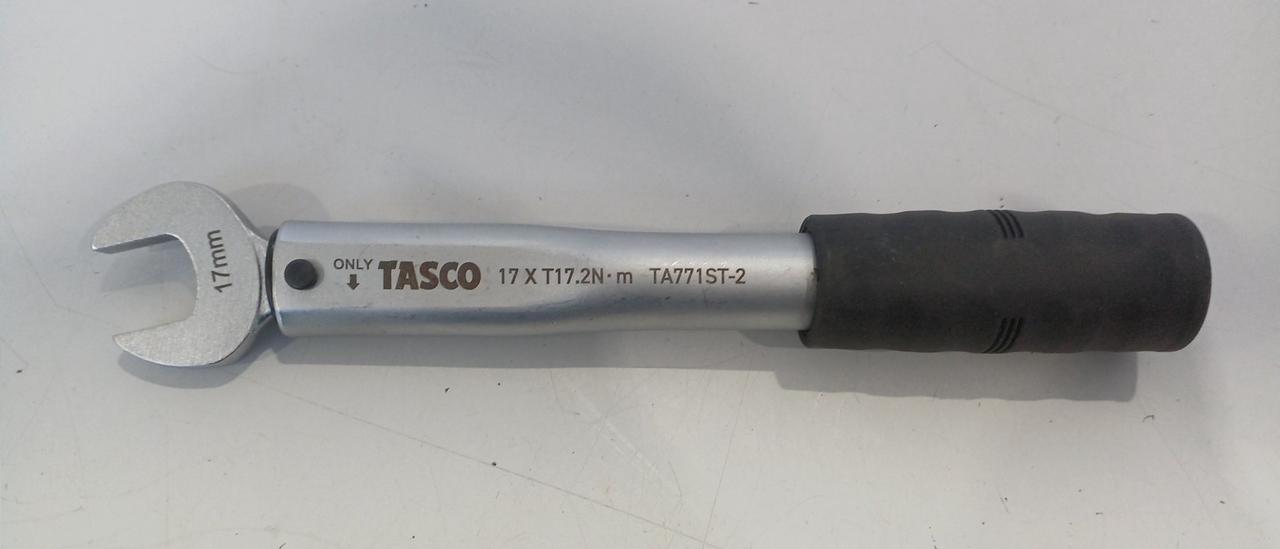 17mm
ONLY
↓ TASCO 17 X T17.2N·m TA771ST-2